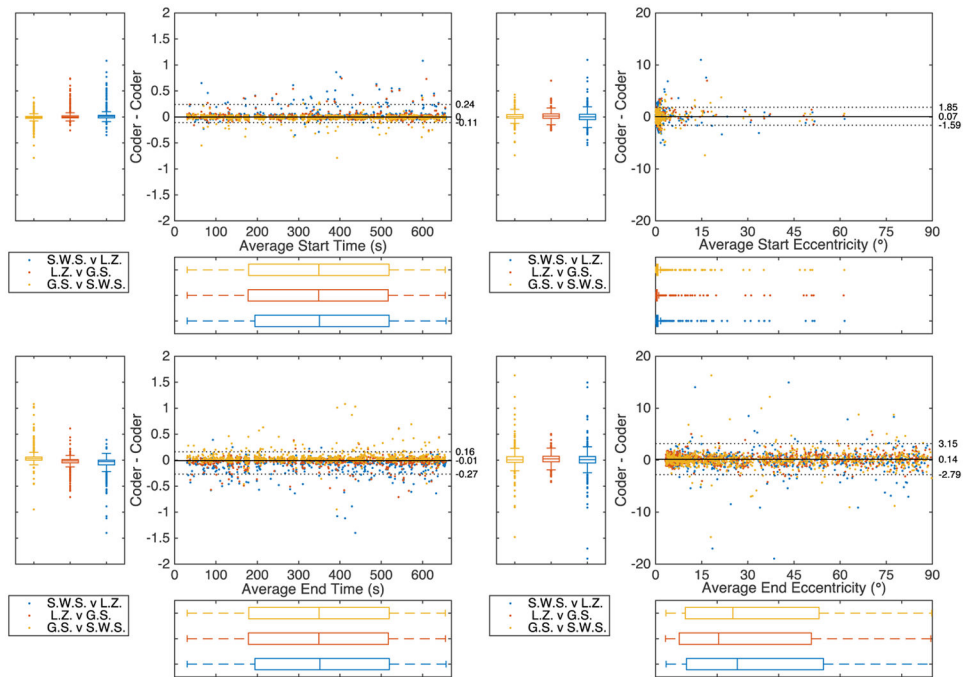 2
1.5
1
0.5
0
-0.5
-1
-1.5
-2
Coder - Coder
0.24
0
-0.11
0 100 200 300 400 500 600
Average Start Time (s)
S.W.S. v L.Z.
L.Z. v G.S.
G.S. v S.W.S.
20
10
0
-10
-20
Coder - Coder
1.85
0.07
-1.59
0 15 30 45 60 75 90
Average Start Eccentricity (°)
S.W.S. v L.Z.
L.Z. v G.S.
G.S. v S.W.S.
2
1.5
1
0.5
0
-0.5
-1
-1.5
-2
Coder - Coder
0.16
-0.01
-0.27
0 100 200 300 400 500 600
Average End Time (s)
S.W.S. v L.Z.
L.Z. v G.S.
G.S. v S.W.S.
20
10
0
-10
-20
Coder - Coder
3.15
0.14
-2.79
0 15 30 45 60 75 90
Average End Eccentricity (°)
S.W.S. v L.Z.
L.Z. v G.S.
G.S. v S.W.S.